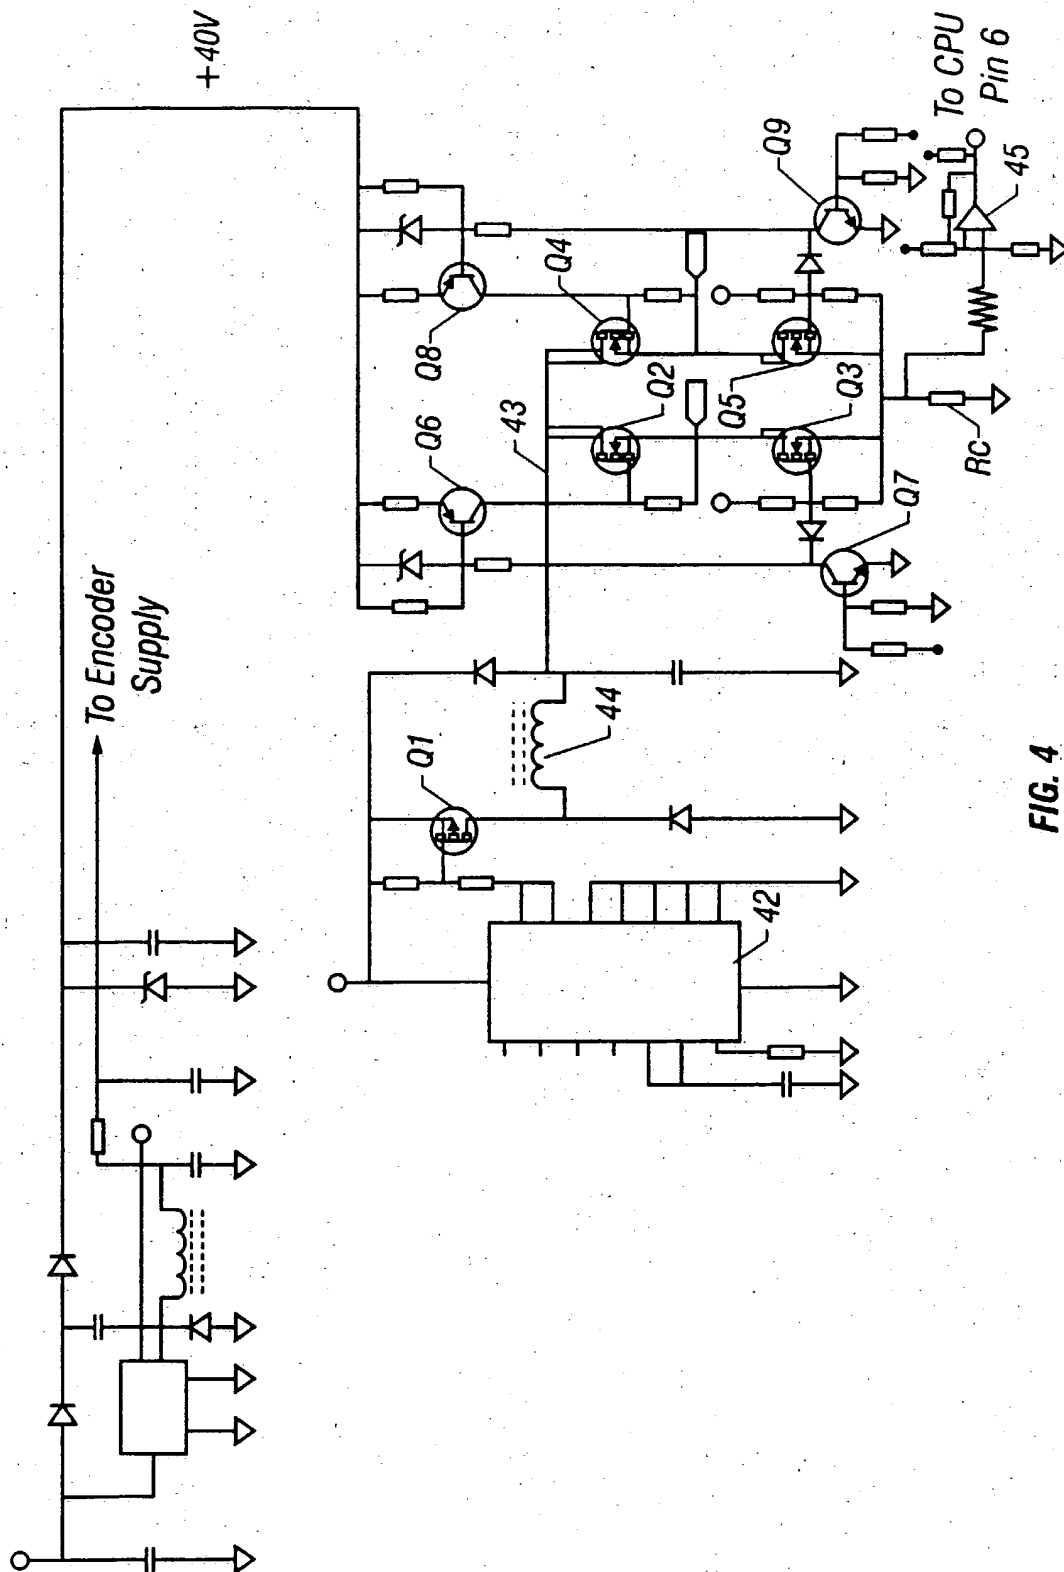 +40V
To Encoder
Supply
Q8
Q6
43
Q4
Q2
Q5
Q3
Q9
Q7
RC
To CPU
Pin 6
45
Q1
44
42
FIG. 4